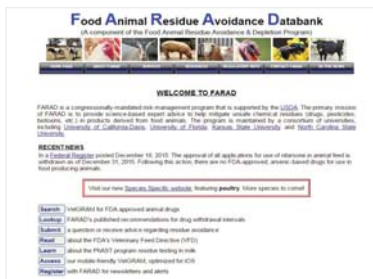 Food Animal Residue Avoidance Databank
(A component of the Food Animal Residue Avoidance & Depletion Program)
WELCOME TO FARAD
FARAD is a congressionally-mandated risk management program that is supported by the USDA. The primary mission
of FARAD is to provide science-based expert advice to help mitigate unsafe chemical residues (drugs, pesticides,
biotoxins, etc.) in products derived from food animals. The program is maintained by a consortium of universities,
including University of California-Davis, University of Florida, Kansas State University and North Carolina State
University.
RECENT NEWS
In a Federal Register posted December 16, 2015. The approval of all applications for use of nitarsone in animal feed is
withdrawn as of December 31, 2015. Following this action, there are no FDA-approved, arsenic-based drugs for use in
food producing animals.
Visit our new Species Specific website, featuring poultry. More species to come!!
Search VetGRAM for FDA approved animal drugs
Lookup FARAD's published recommendations for drug withdrawal intervals
Submit a question or receive advice regarding residue avoidance
Read about the FDA's Veterinary Feed Directive (VFD)
Learn about the PRAST program residue testing in milk
Access our mobile-friendly VetGRAM, optimized for iOS
Register with FARAD for newsletters and alerts